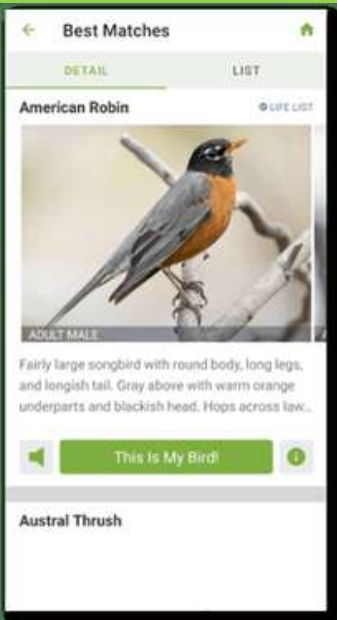 Best Matches
DETAIL LIST
American Robin LIFE LIST
ADULT MALE
Fairly large songbird with round body, long legs,
and longish tail. Gray above with warm orange
underparts and blackish head. Hops across law...
This Is My Bird!
Austral Thrush